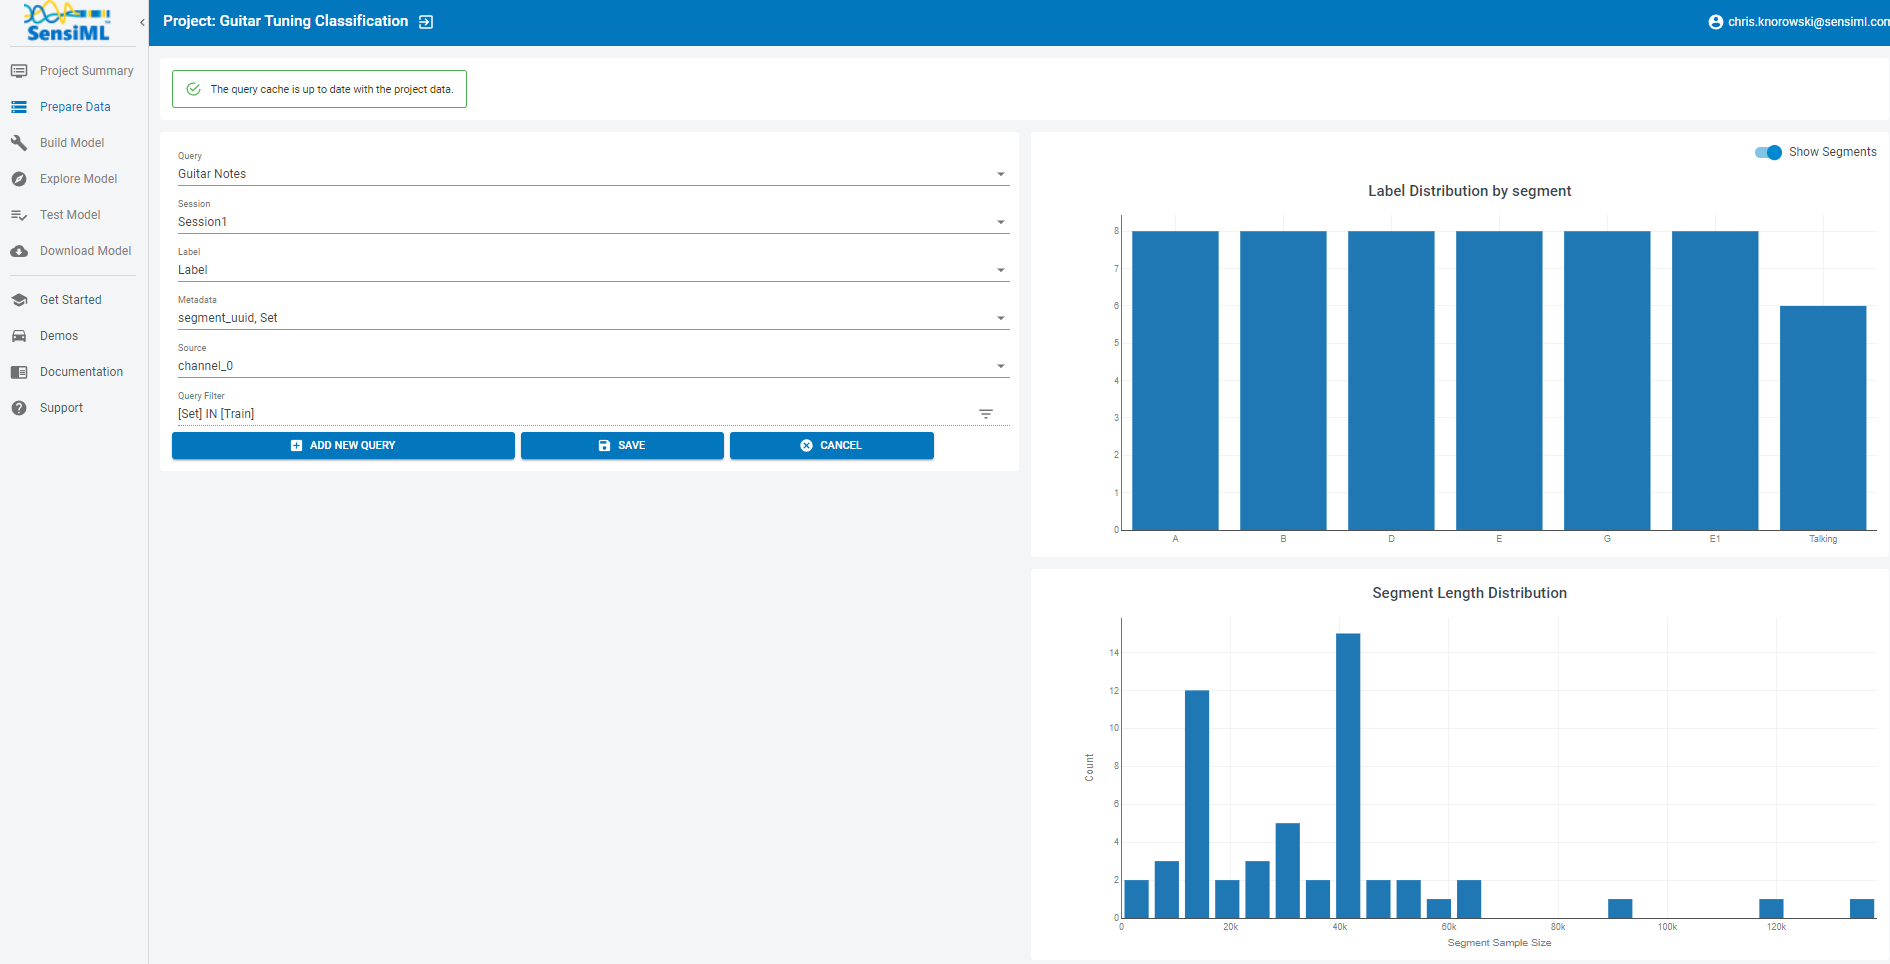 SensiML
Project: Guitar Tuning Classification
chris.knorowski@sensiml.con
Project Summary
Prepare Data
Build Model
Explore Model
Test Model
Download Model
Get Started
Demos
Documentation
Support
The query cache is up to date with the project data.
Query
Guitar Notes
Session
Session1
Label
Label
Metadata
segment_uuid, Set
Source
channel_0
Query Filter
[Set] IN [Train]
ADD NEW QUERY
SAVE
CANCEL
Show Segments
Label Distribution by segment
8
7
6
5
4
3
2
1
0
A
B
D
E
G
E1
Talking
Segment Length Distribution
Count
14
12
10
8
6
4
2
0
0
20k
40k
60k
80k
100k
120k
Segment Sample Size